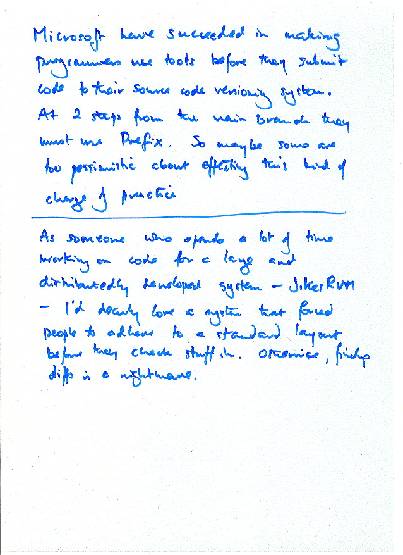 Microsoft have succeeded in making
programmers use tools before they submit
code to their source code versioning system.
At 2 steps from the main branch they
must use Prefix. So maybe some are
too pessimistic about effecting this kind of
change of practice
As someone who spends a lot of time
working on code for a large and
distributedly developed system - JikesRVM
- I'd dearly love a system that forced
people to adhere to a standard layout
before they check stuff in. Otherwise, finding
diffs is a nightmare.